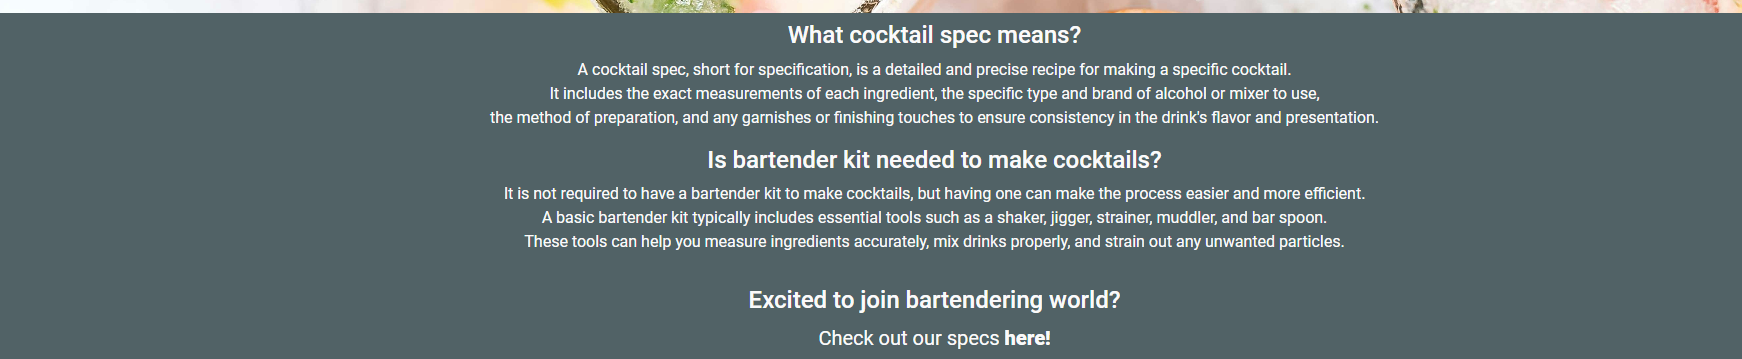 What cocktail spec means?
A cocktail spec, short for specification, is a detailed and precise recipe for making a specific cocktail.
It includes the exact measurements of each ingredient, the specific type and brand of alcohol or mixer to use,
the method of preparation, and any garnishes or finishing touches to ensure consistency in the drink's flavor and presentation.
Is bartender kit needed to make cocktails?
It is not required to have a bartender kit to make cocktails, but having one can make the process easier and more efficient.
A basic bartender kit typically includes essential tools such as a shaker, jigger, strainer, muddler, and bar spoon.
These tools can help you measure ingredients accurately, mix drinks properly, and strain out any unwanted particles.
Excited to join bartendering world?
Check out our specs here!